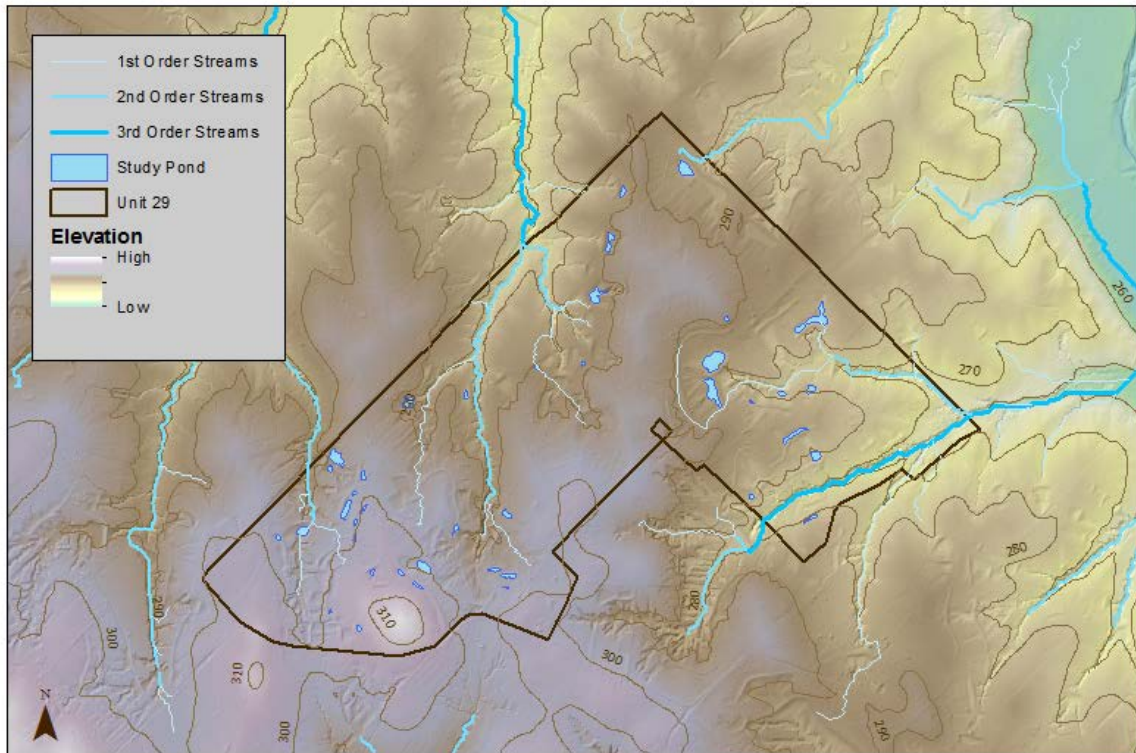 1st Order Streams
2nd Order Streams
3rd Order Streams
Study Pond
Unit 29
Elevation
High
Low
290
260
270
290
280
310
280
290
300
300
310
300
290
N